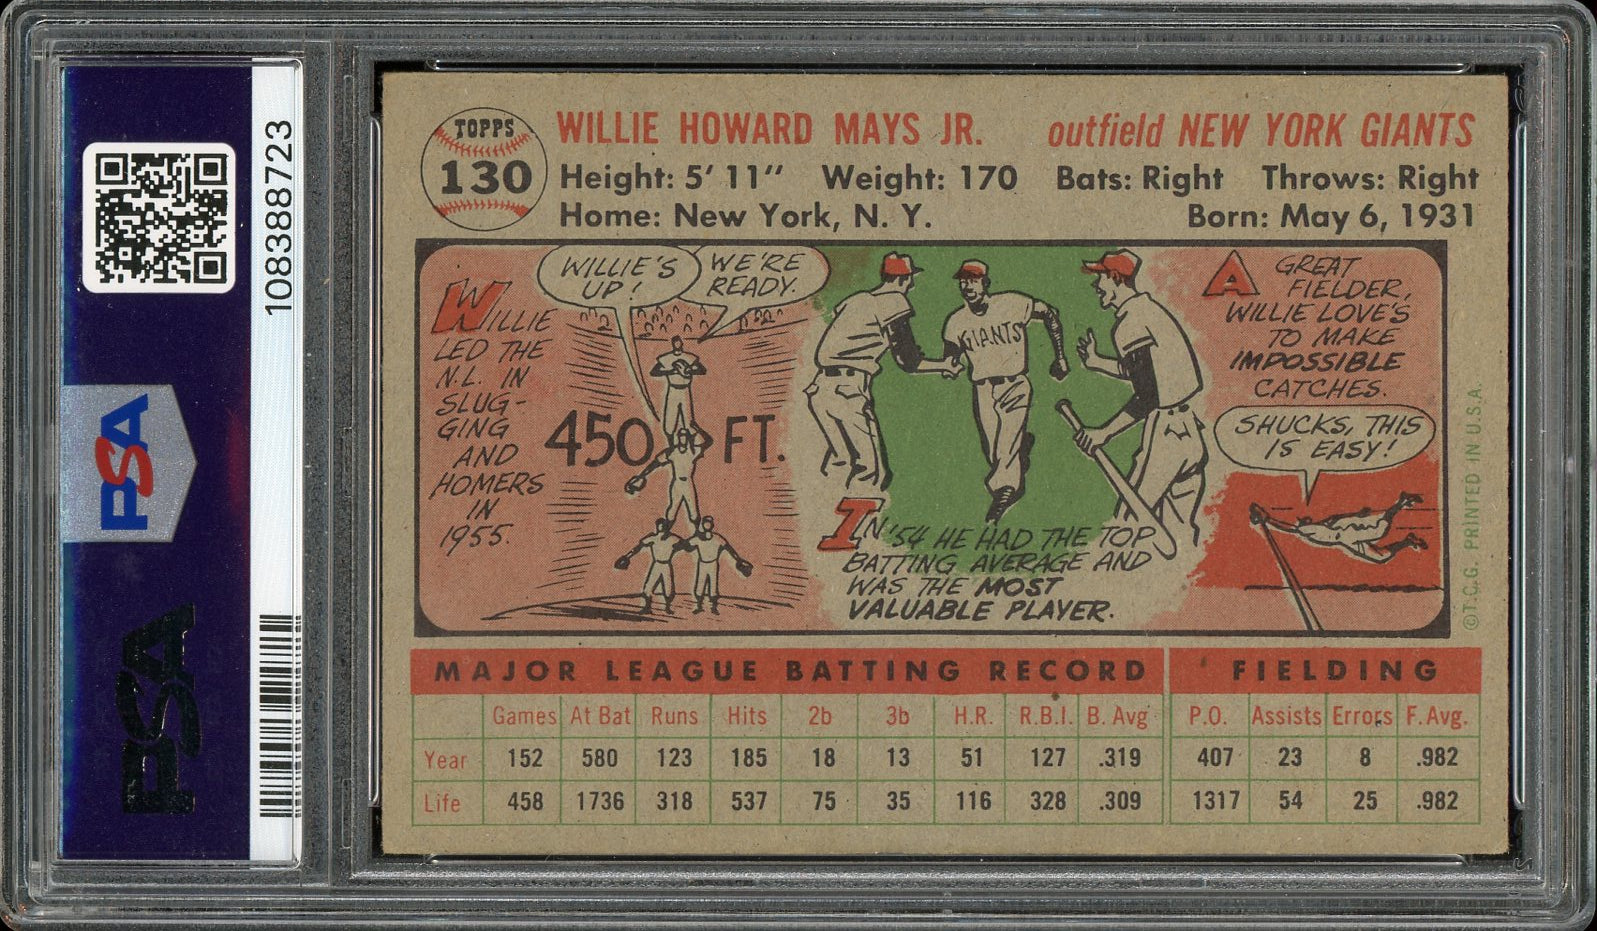 108388723
PSA
PSA
TOPPS
130
WILLIE HOWARD MAYS JR. outfield NEW YORK GIANTS
Height: 5' 11" Weight: 170 Bats: Right Throws: Right
Home: New York, N. Y. Born: May 6, 1931
WILLIE
LED THE
N.L. IN
SLUG-
GING
AND
HOMERS
IN
1955.
WILLIE'S
UP!
WE'RE
READY.
450 FT.
GIANTS
IN '54 HE HAD THE TOP
BATTING AVERAGE AND
WAS THE MOST
VALUABLE PLAYER.
A GREAT
FIELDER,
WILLIE LOVE'S
TO MAKE
IMPOSSIBLE
CATCHES.
SHUCKS, THIS
IS EASY!
©T.C.G. PRINTED IN U.S.A.
MAJOR LEAGUE BATTING RECORD FIELDING
Games At Bat Runs Hits 2b 3b H.R. R.B.I. B. Avg P.O. Assists Errors F. Avg.
Year 152 580 123 185 18 13 51 127 .319 407 23 8 .982
Life 458 1736 318 537 75 35 116 328 .309 1317 54 25 .982